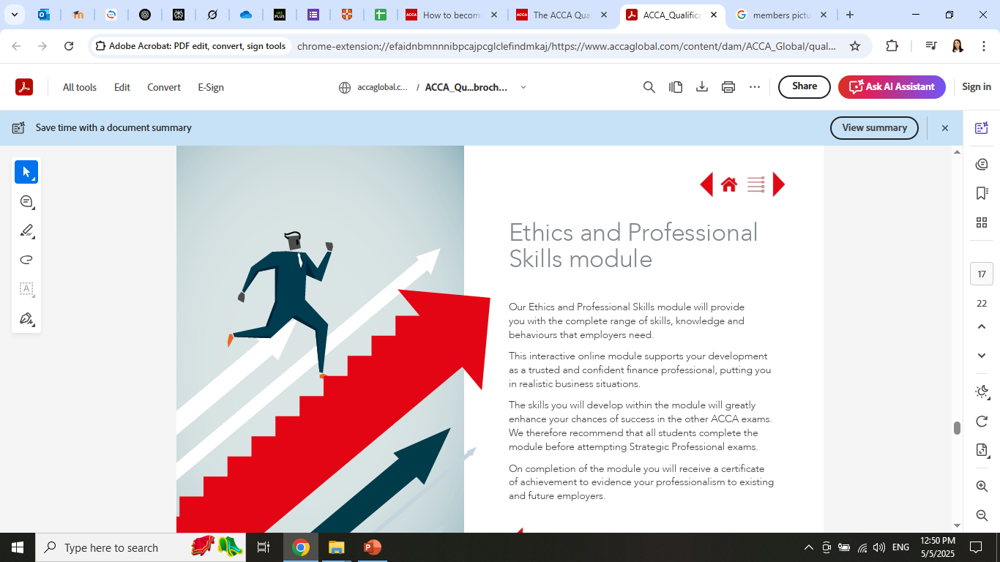 ACCA How to becom
ACCA The ACCA Qua
ACCA_Qualifica
members pictu
Adobe Acrobat: PDF edit, convert, sign tools
chrome-extension://efaidnbmnnnibpcajpcglclefindmkaj/https://www.accaglobal.com/content/dam/ACCA_Global/qual...
All tools Edit Convert E-Sign
accaglobal.c... / ACCA_Qu...broch...
Share
Ask AI Assistant
Sign in
Save time with a document summary
View summary
Ethics and Professional
Skills module
Our Ethics and Professional Skills module will provide
you with the complete range of skills, knowledge and
behaviours that employers need.
This interactive online module supports your development
as a trusted and confident finance professional, putting you
in realistic business situations.
The skills you will develop within the module will greatly
enhance your chances of success in the other ACCA exams.
We therefore recommend that all students complete the
module before attempting Strategic Professional exams.
On completion of the module you will receive a certificate
of achievement to evidence your professionalism to existing
and future employers.
17
22
A
Type here to search
ENG
12:50 PM
5/5/2025